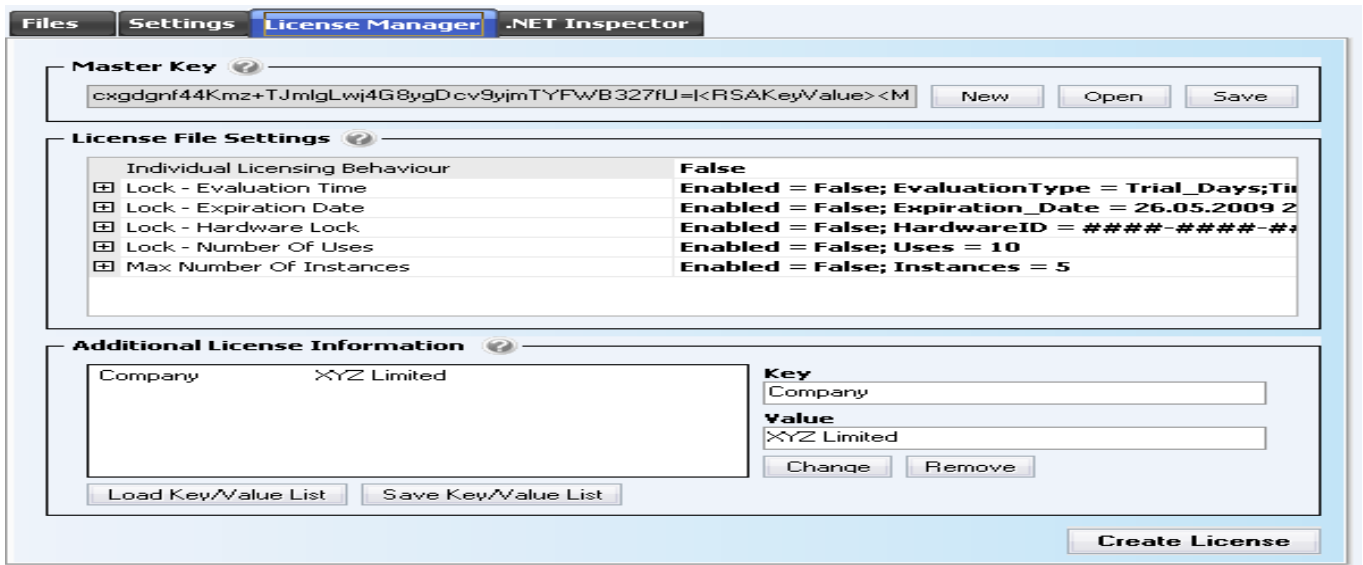 Files Settings License Manager .NET Inspector
Master Key
cxgdgnf44Kmz+TJmlgLwj4G8ygDcv9yjmTYFWB327fU=|<RSAKeyValue><M New Open Save
License File Settings
Individual Licensing Behaviour False
Lock - Evaluation Time Enabled = False; EvaluationType = Trial_Days;Ti
Lock - Expiration Date Enabled = False; Expiration_Date = 26.05.2009 2
Lock - Hardware Lock Enabled = False; HardwareID = ####-####-##
Lock - Number Of Uses Enabled = False; Uses = 10
Max Number Of Instances Enabled = False; Instances = 5
Additional License Information
Company XYZ Limited
Key
Company
Value
XYZ Limited
Change Remove
Load Key/Value List Save Key/Value List
Create License